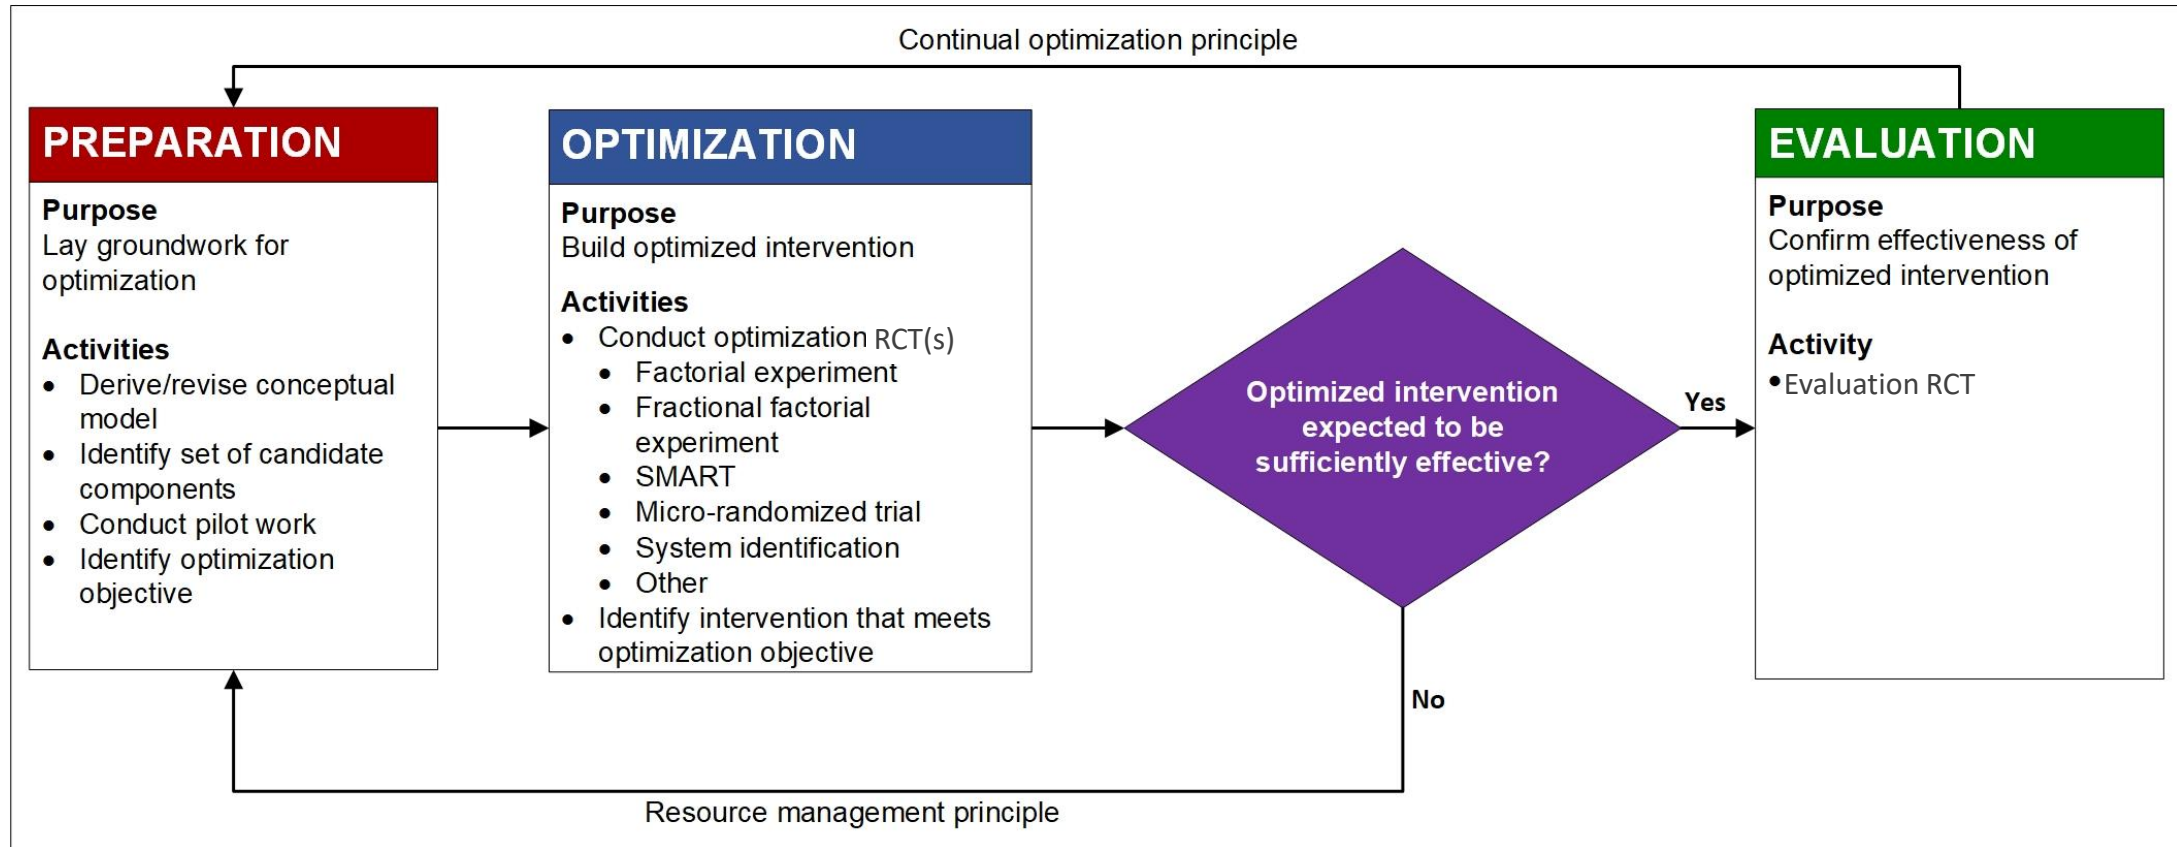 Continual optimization principle
PREPARATION
Purpose
Lay groundwork for
optimization
Activities
• Derive/revise conceptual
model
• Identify set of candidate
components
• Conduct pilot work
• Identify optimization
objective
OPTIMIZATION
Purpose
Build optimized intervention
Activities
• Conduct optimization RCT(s)
• Factorial experiment
• Fractional factorial
experiment
• SMART
• Micro-randomized trial
• System identification
• Other
• Identify intervention that meets
optimization objective
Optimized intervention
expected to be
sufficiently effective?
Yes
No
EVALUATION
Purpose
Confirm effectiveness of
optimized intervention
Activity
•Evaluation RCT
Resource management principle